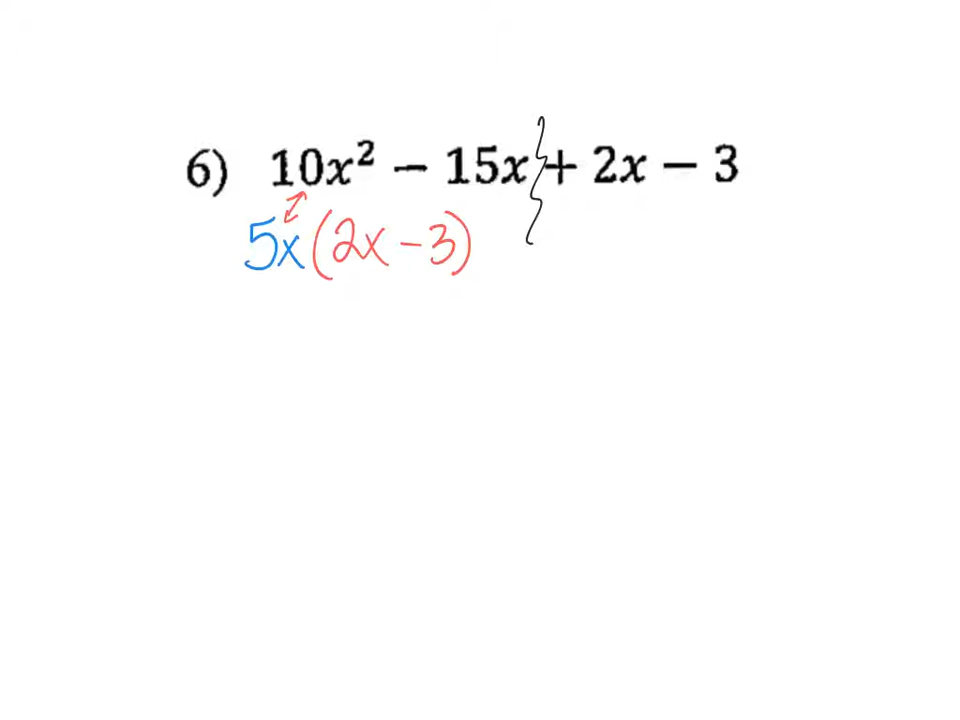 6) 10x² − 15x + 2x − 3
5x(2x − 3)